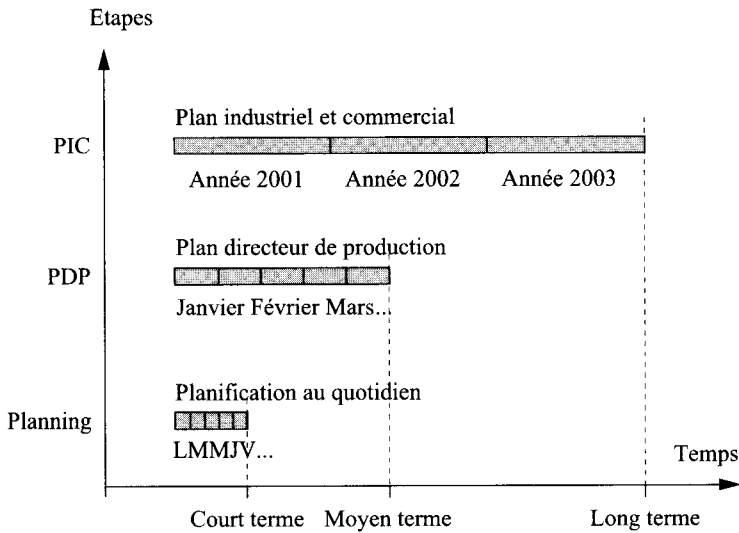 Etapes
Plan industriel et commercial
PIC
Année 2001 Année 2002 Année 2003
Plan directeur de production
PDP
Janvier Février Mars...
Planification au quotidien
Planning
LMMJV...
Temps
Court terme Moyen terme Long terme